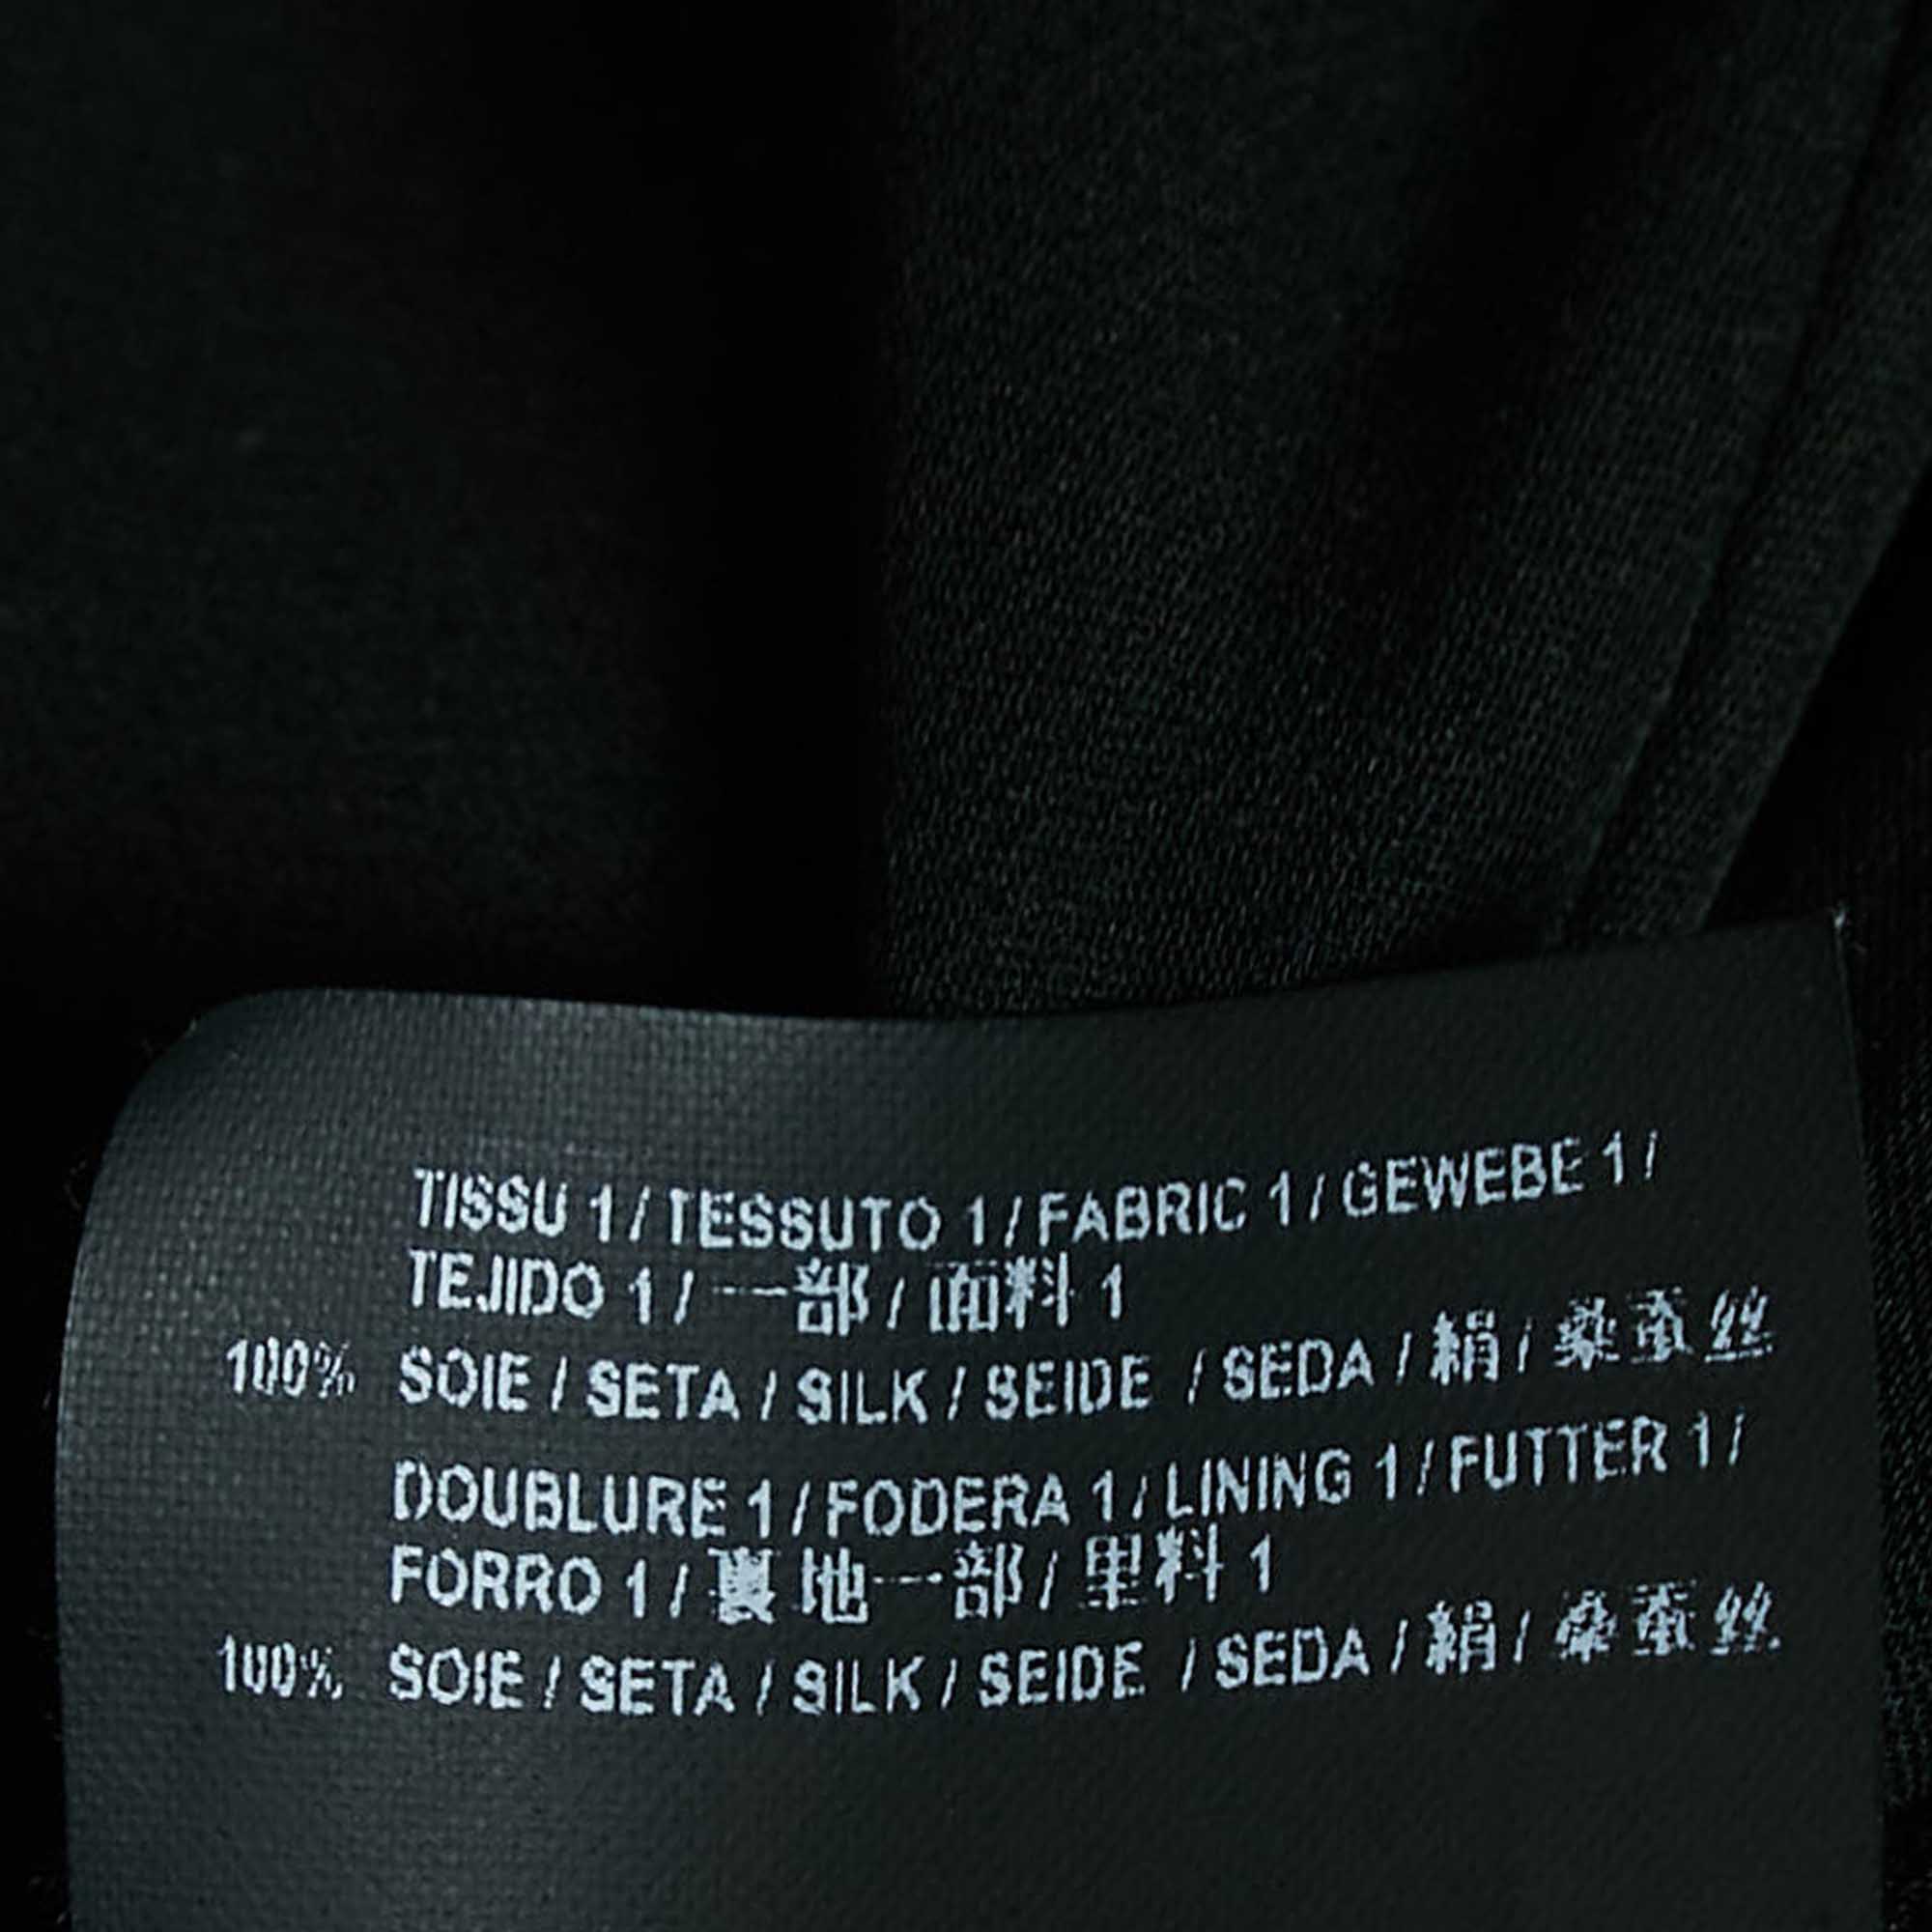 TISSU 1 / TESSUTO 1 / FABRIC 1 / GEWEBE 1 /
TEJIDO 1 / 一部 / 面料 1
100% SOIE / SETA / SILK / SEIDE / SEDA / 絹 / 桑蚕丝
DOUBLURE 1 / FODERA 1 / LINING 1 / FUTTER 1 /
FORRO 1 / 裏地一部 / 里料 1
100% SOIE / SETA / SILK / SEIDE / SEDA / 絹 / 桑蚕丝